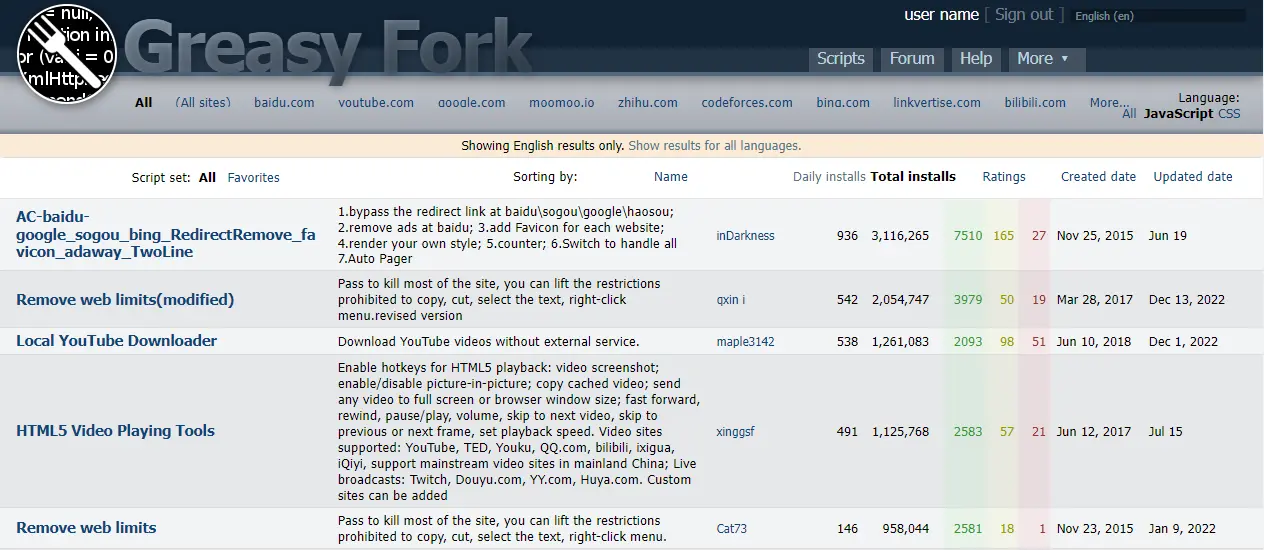 = null,
ction in
or (var i = 0
XmlHttp
Greasy Fork
user name [ Sign out ] English (en)
Scripts Forum Help More ▼
All (All sites) baidu.com youtube.com google.com moomoo.io zhihu.com codeforces.com bing.com linkvertise.com bilibili.com More...
Language:
All JavaScript CSS
Showing English results only. Show results for all languages.
Script set: All Favorites Sorting by: Name Daily installs Total installs Ratings Created date Updated date
AC-baidu-
google_sogou_bing_RedirectRemove_fa
vicon_adaway_TwoLine
1.bypass the redirect link at baidu\sogou\google\haosou;
2.remove ads at baidu; 3.add Favicon for each website;
4.render your own style; 5.counter; 6.Switch to handle all
7.Auto Pager
inDarkness 936 3,116,265 7510 165 27 Nov 25, 2015 Jun 19
Remove web limits(modified)
Pass to kill most of the site, you can lift the restrictions
prohibited to copy, cut, select the text, right-click
menu.revised version
qxin i 542 2,054,747 3979 50 19 Mar 28, 2017 Dec 13, 2022
Local YouTube Downloader
Download YouTube videos without external service.
maple3142 538 1,261,083 2093 98 51 Jun 10, 2018 Dec 1, 2022
HTML5 Video Playing Tools
Enable hotkeys for HTML5 playback: video screenshot;
enable/disable picture-in-picture; copy cached video; send
any video to full screen or browser window size; fast forward,
rewind, pause/play, volume, skip to next video, skip to
previous or next frame, set playback speed. Video sites
supported: YouTube, TED, Youku, QQ.com, bilibili, ixigua,
iQiyi, support mainstream video sites in mainland China; Live
broadcasts: Twitch, Douyu.com, YY.com, Huya.com. Custom
sites can be added
xinggsf 491 1,125,768 2583 57 21 Jun 12, 2017 Jul 15
Remove web limits
Pass to kill most of the site, you can lift the restrictions
prohibited to copy, cut, select the text, right-click menu.
Cat73 146 958,044 2581 18 1 Nov 23, 2015 Jan 9, 2022